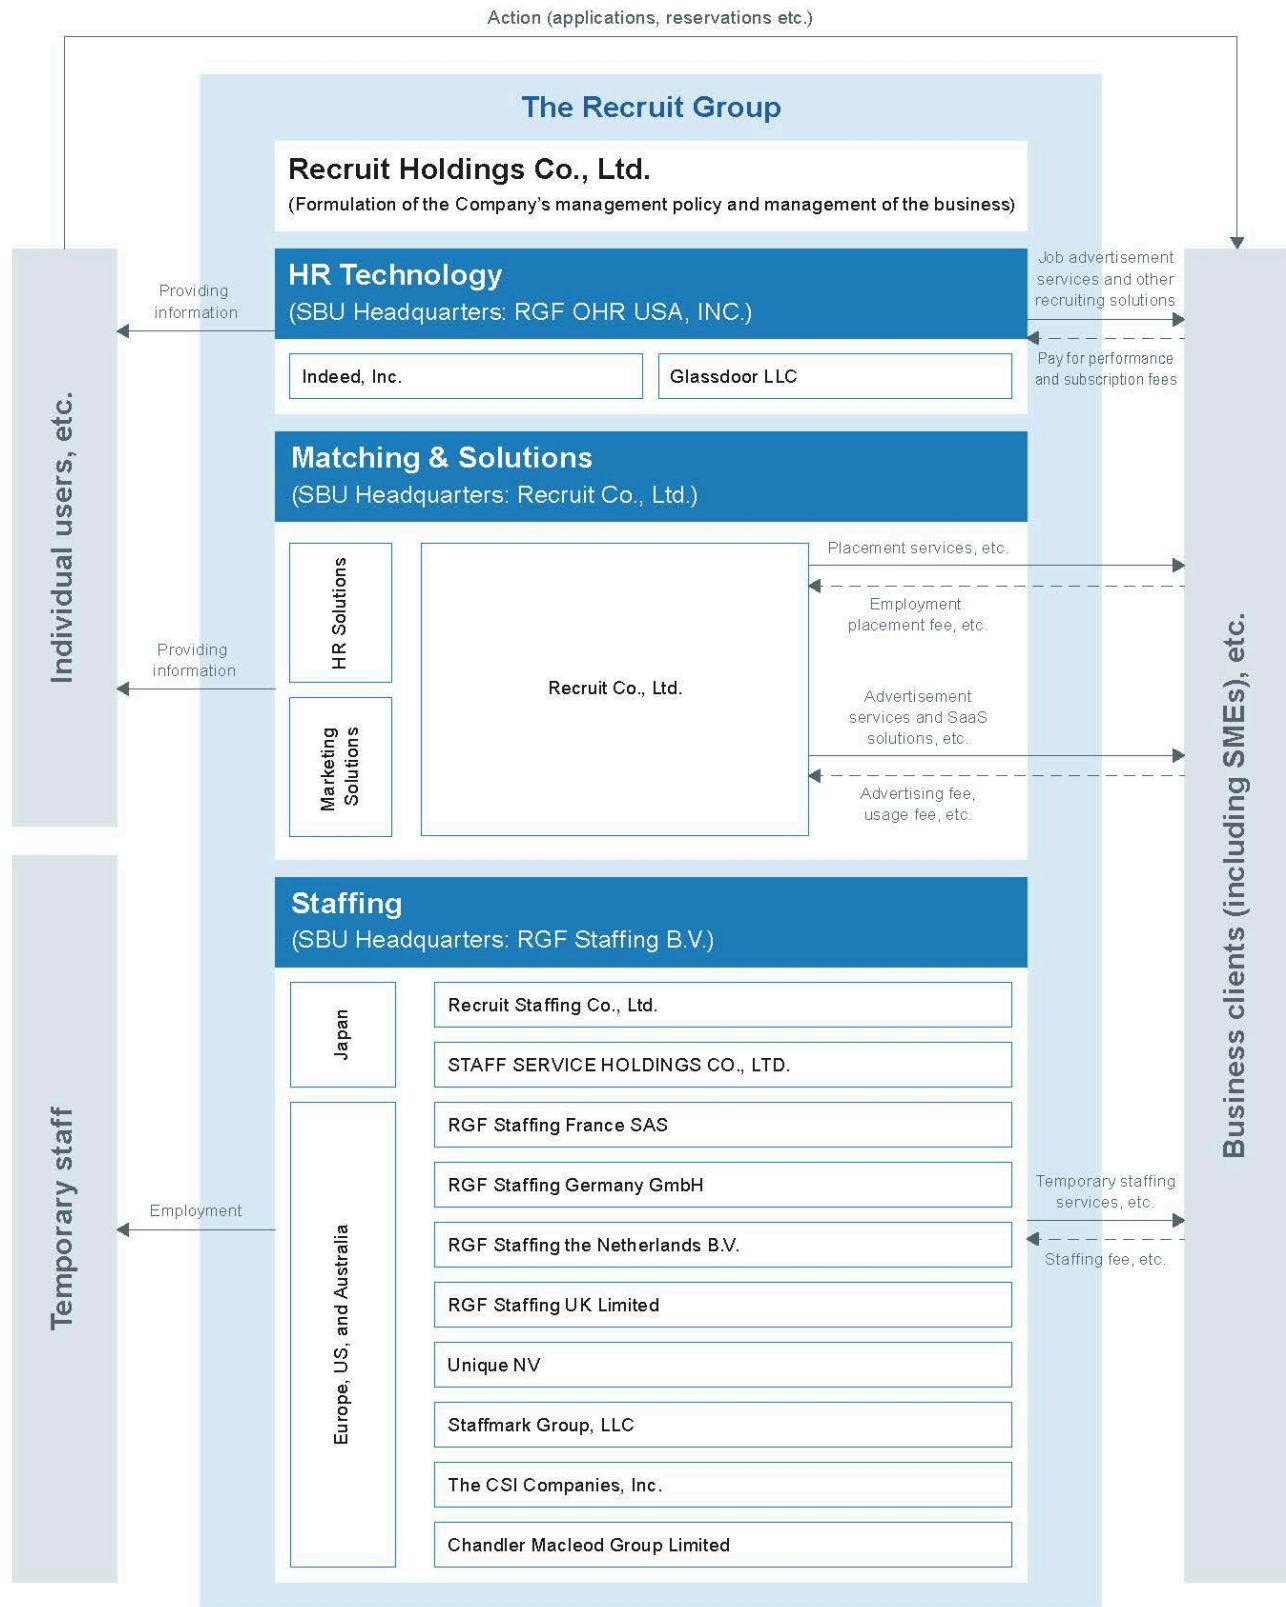 Action (applications, reservations etc.)
The Recruit Group
Recruit Holdings Co., Ltd.
(Formulation of the Company's management policy and management of the business)
HR Technology
(SBU Headquarters: RGF OHR USA, INC.)
Providing
information
Job advertisement
services and other
recruiting solutions
Pay for performance
and subscription fees
Indeed, Inc.
Glassdoor LLC
Individual users, etc.
Matching & Solutions
(SBU Headquarters: Recruit Co., Ltd.)
HR Solutions
Marketing
Solutions
Recruit Co., Ltd.
Providing
information
Placement services, etc.
Employment
placement fee, etc.
Advertisement
services and SaaS
solutions, etc.
Advertising fee,
usage fee, etc.
Business clients (including SMEs), etc.
Staffing
(SBU Headquarters: RGF Staffing B.V.)
Japan
Recruit Staffing Co., Ltd.
STAFF SERVICE HOLDINGS CO., LTD.
Europe, US, and Australia
RGF Staffing France SAS
RGF Staffing Germany GmbH
RGF Staffing the Netherlands B.V.
RGF Staffing UK Limited
Unique NV
Staffmark Group, LLC
The CSI Companies, Inc.
Chandler Macleod Group Limited
Temporary staff
Employment
Temporary staffing
services, etc.
Staffing fee, etc.